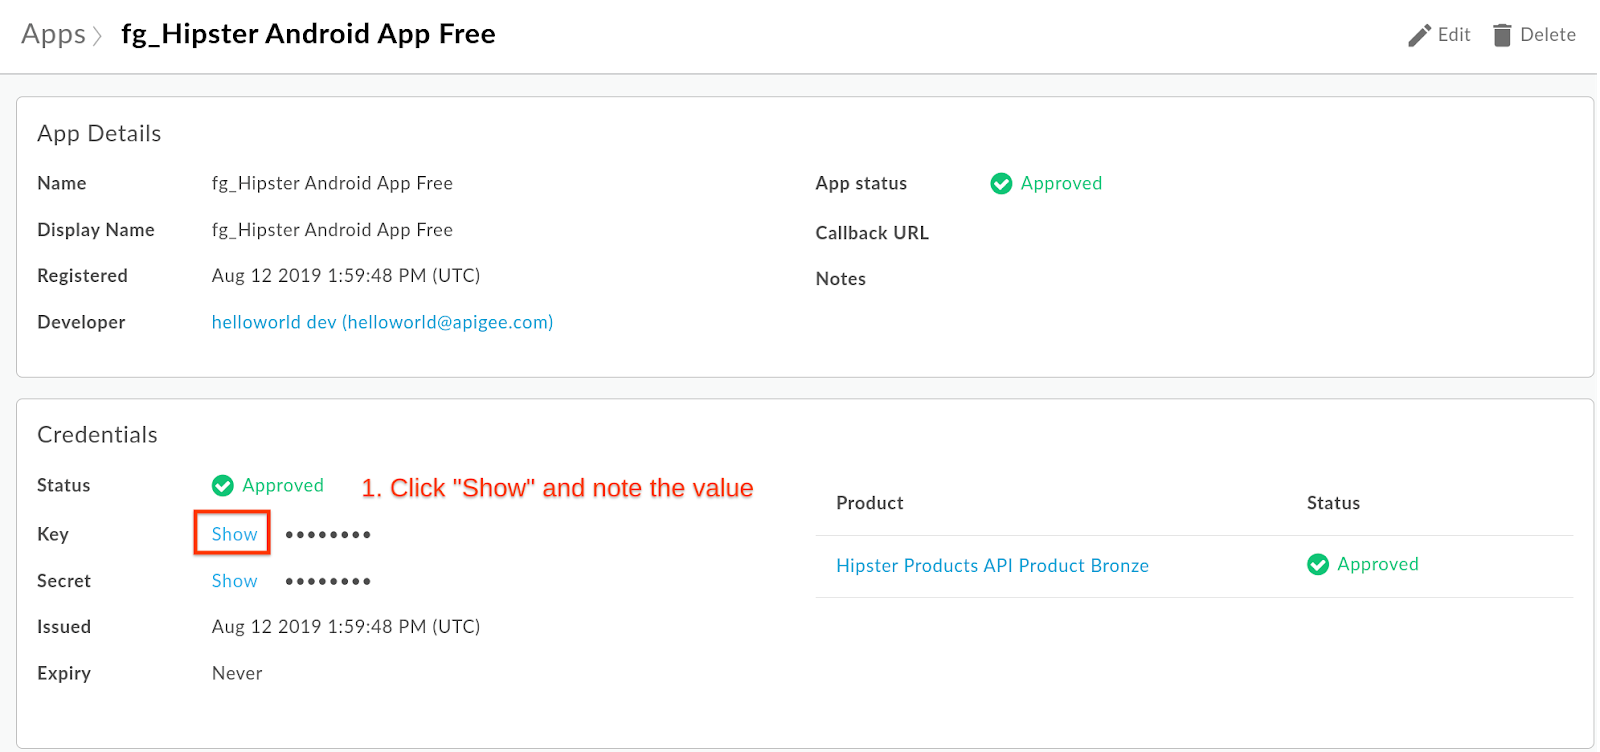 Apps › fg_Hipster Android App Free
Edit Delete
App Details
Name fg_Hipster Android App Free
Display Name fg_Hipster Android App Free
Registered Aug 12 2019 1:59:48 PM (UTC)
Developer helloworld dev (helloworld@apigee.com)
App status Approved
Callback URL
Notes
Credentials
Status Approved
1. Click "Show" and note the value
Key Show ••••••••
Secret Show ••••••••
Issued Aug 12 2019 1:59:48 PM (UTC)
Expiry Never
Product Status
Hipster Products API Product Bronze Approved